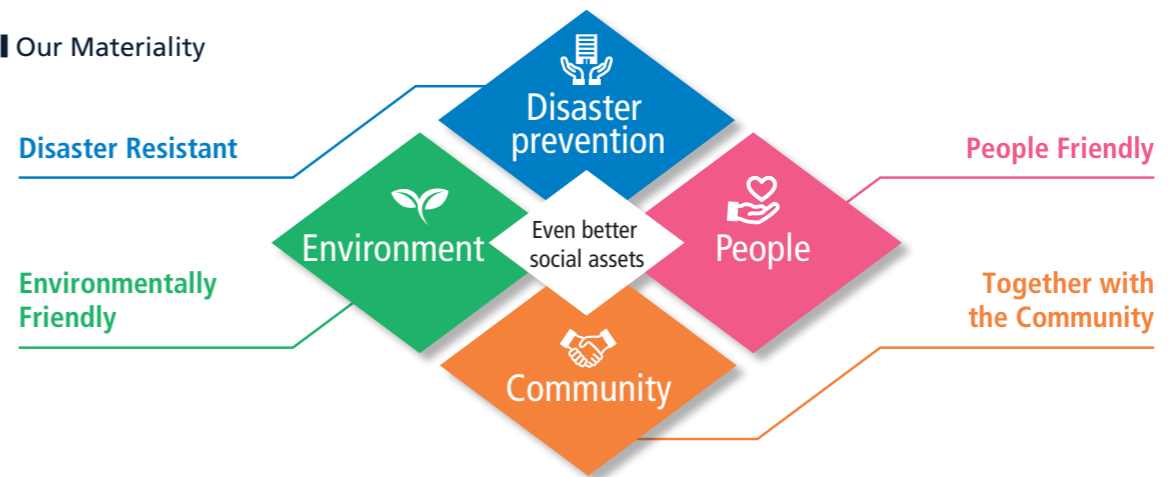 Our Materiality
Disaster
prevention
Disaster Resistant
People Friendly
Environment
Even better
social assets
People
Environmentally
Friendly
Together with
the Community
Community